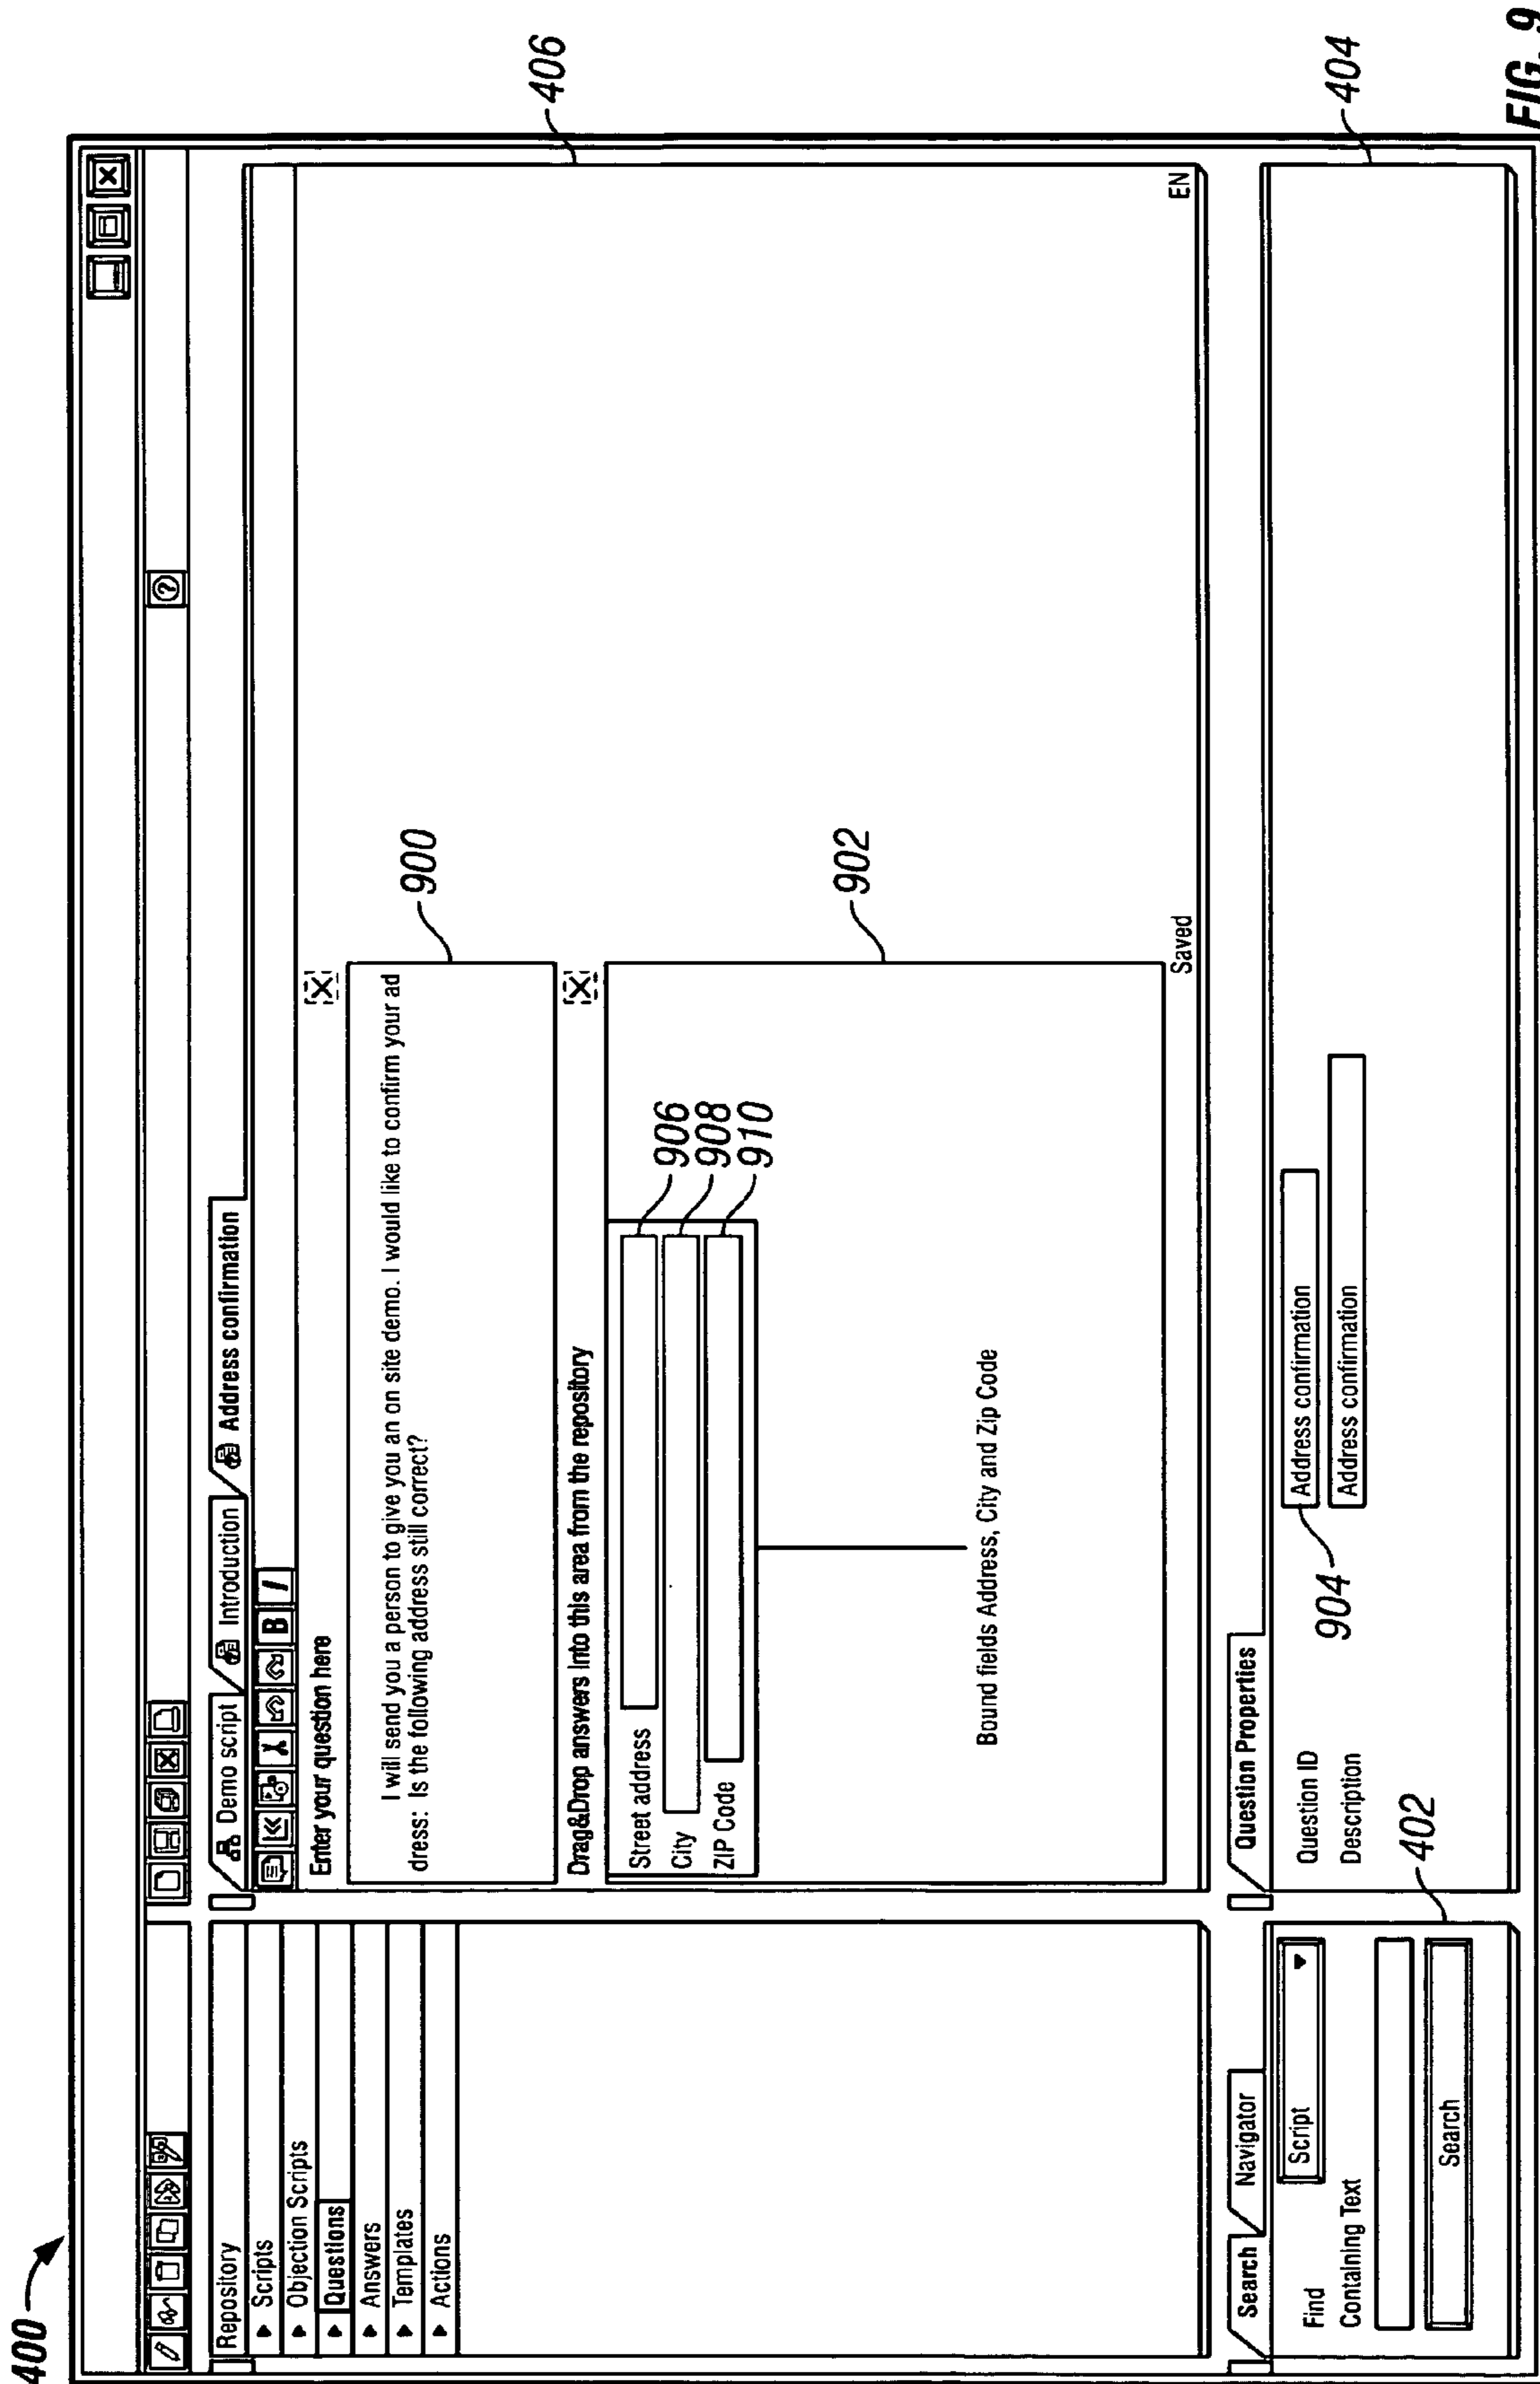 400
Repository
Scripts
Objection Scripts
Questions
Answers
Templates
Actions
Demo script
Introduction
Address confirmation
B I
Enter your question here
I will send you a person to give you an on site demo. I would like to confirm your ad
dress: Is the following address still correct?
900
Drag&Drop answers into this area from the repository
Street address
906
City
908
ZIP Code
910
902
Bound fields Address, City and Zip Code
Saved
EN
406
Search
Navigator
Find
Script
Containing Text
Search
402
Question Properties
Question ID
Address confirmation
904
Description
Address confirmation
404
FIG. 9